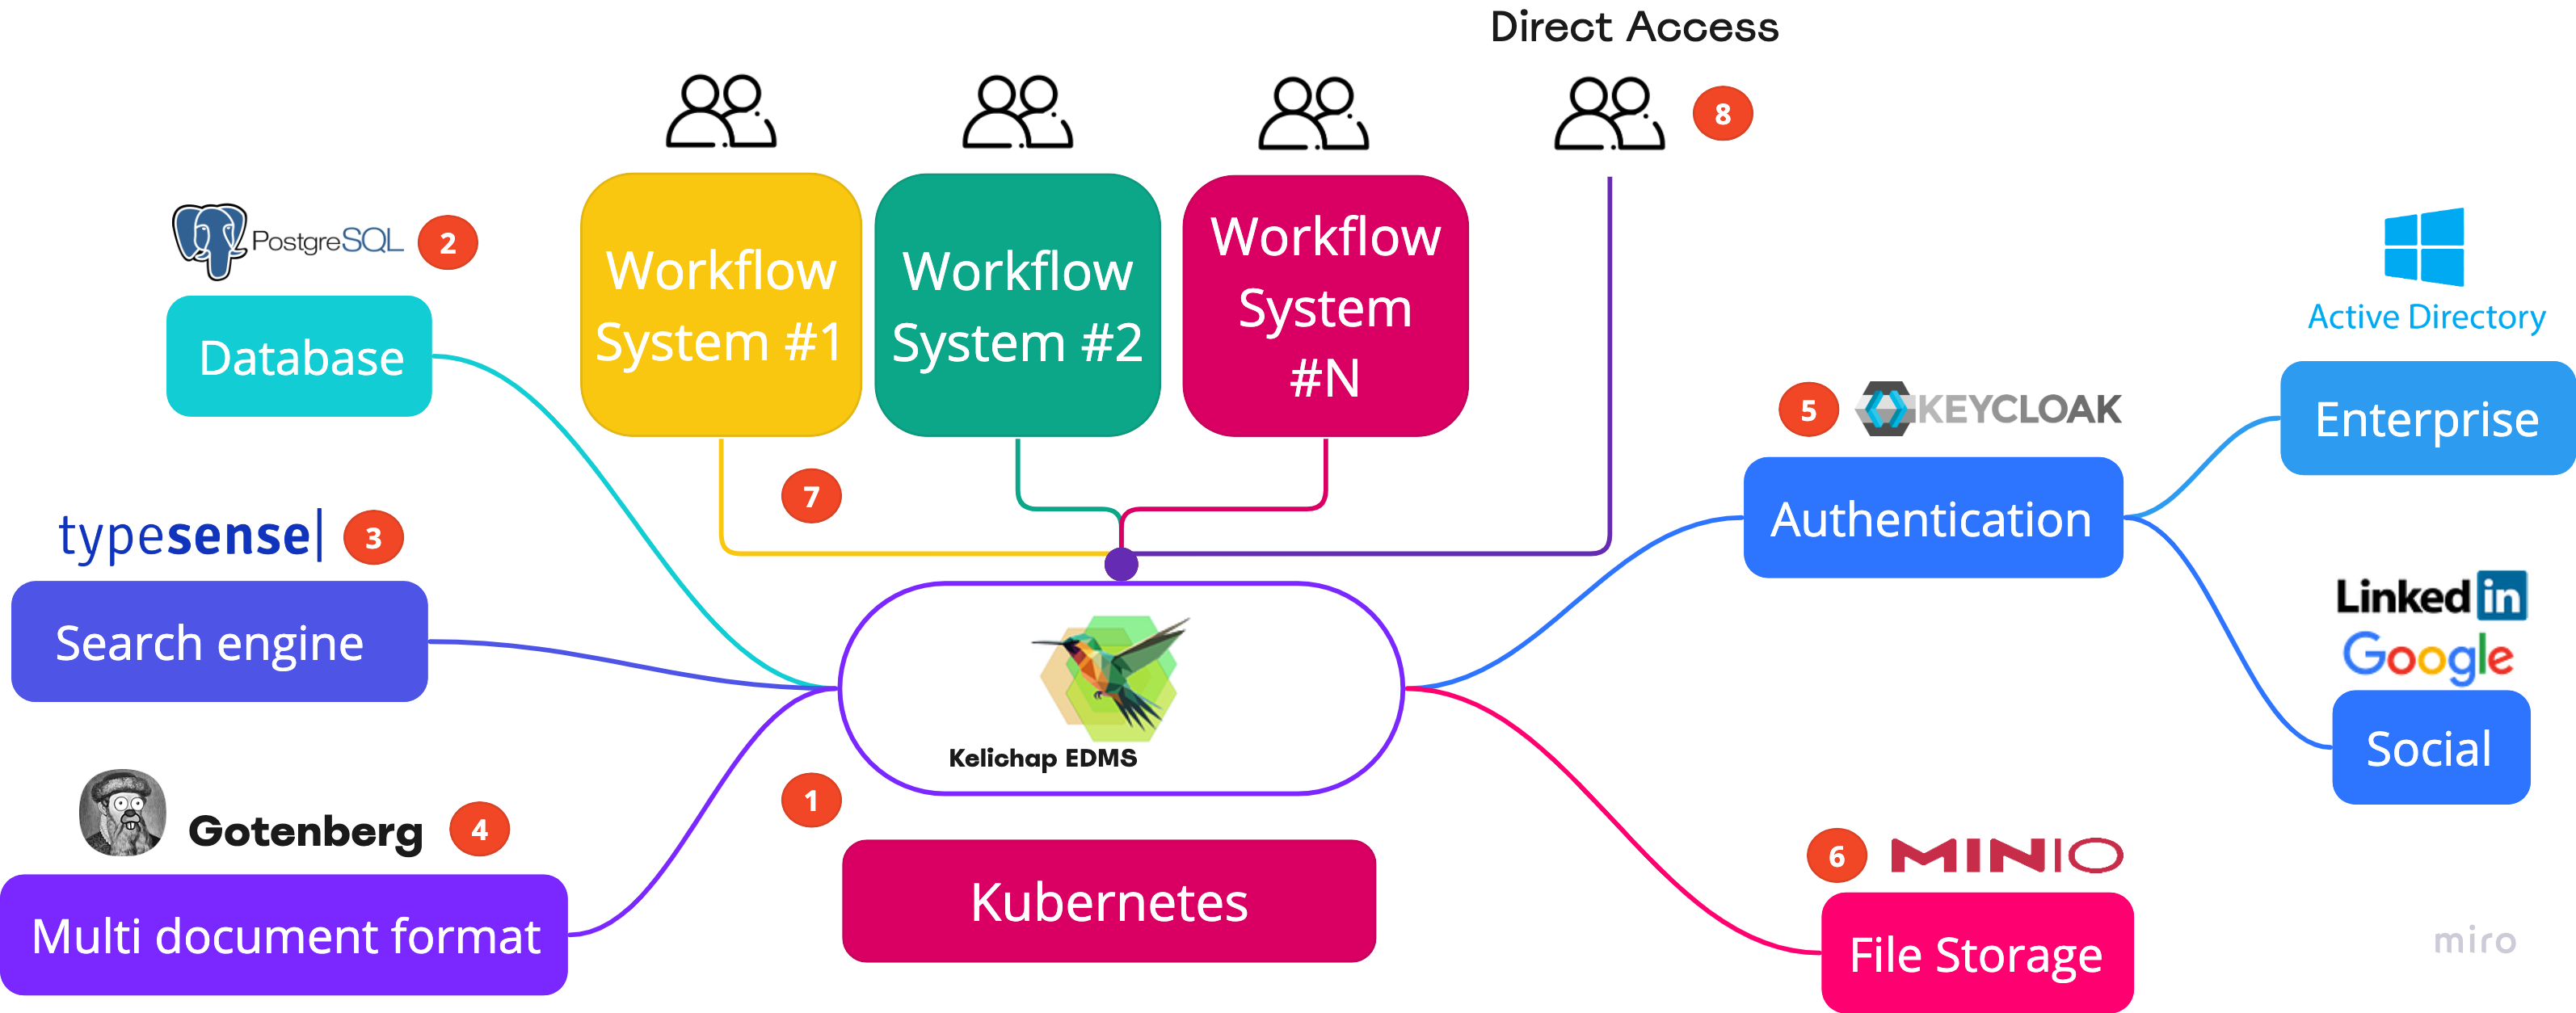 Direct Access
8
PostgreSQL
2
Database
Workflow
System #1
Workflow
System #2
Workflow
System
#N
7
Active Directory
Enterprise
5
KEYCLOAK
Authentication
typesense
3
Search engine
Linked in
Google
Social
Kelichap EDMS
1
Kubernetes
Gotenberg
4
Multi document format
6
MINIO
File Storage
miro